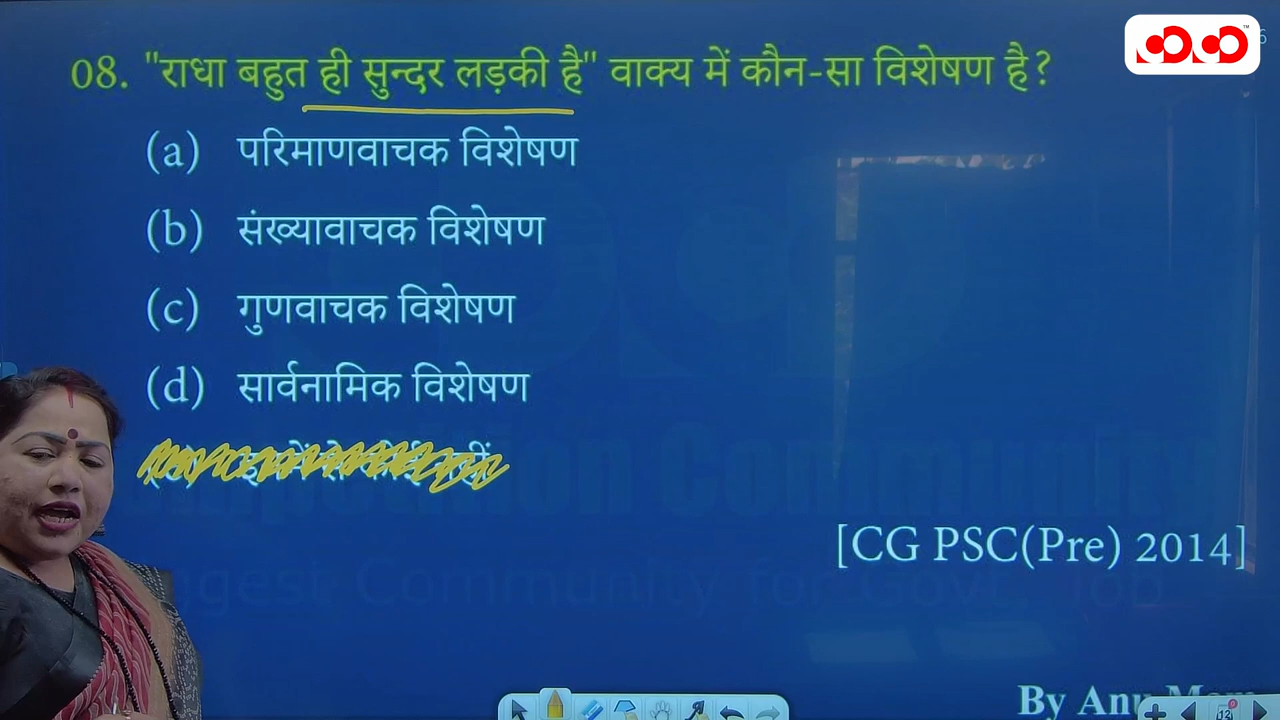 08. "राधा बहुत ही सुन्दर लड़की है" वाक्य में कौन-सा विशेषण है?
(a) परिमाणवाचक विशेषण
(b) संख्यावाचक विशेषण
(c) गुणवाचक विशेषण
(d) सार्वनामिक विशेषण
[CG PSC(Pre) 2014]
By Anu
12